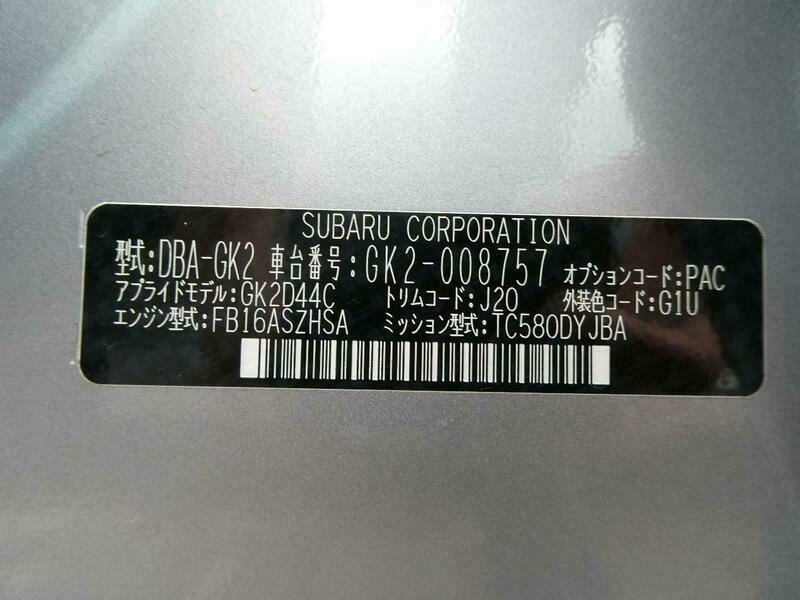 SUBARU CORPORATION
型式:DBA-GK2 車台番号:GK2-008757 オプションコード:PAC
アプライドモデル:GK2D44C トリムコード:J20 外装色コード:G1U
エンジン型式:FB16ASZHSA ミッション型式:TC580DYJBA
G